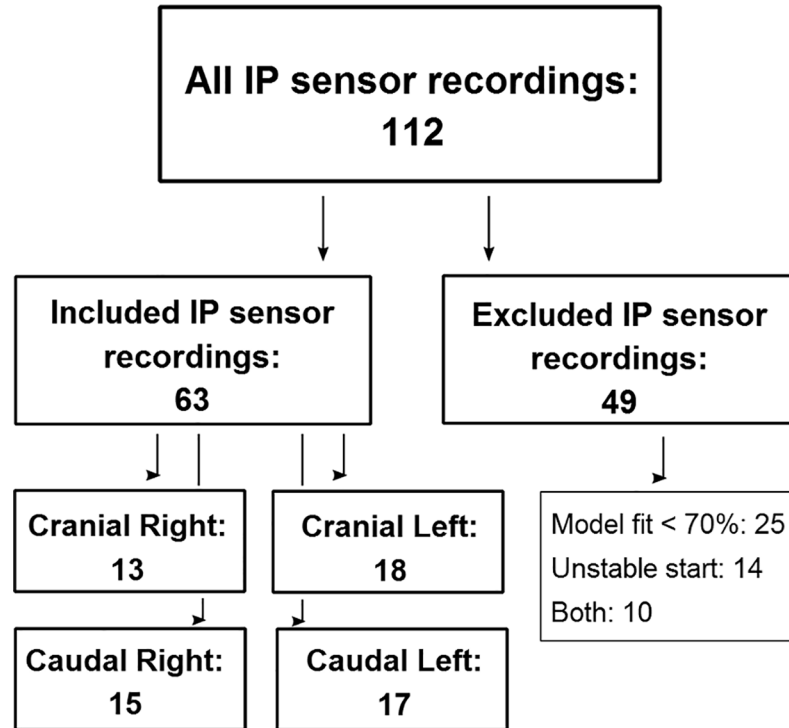 All IP sensor recordings:
112
Included IP sensor
recordings:
63
Excluded IP sensor
recordings:
49
Cranial Right:
13
Cranial Left:
18
Model fit < 70%: 25
Unstable start: 14
Both: 10
Caudal Right:
15
Caudal Left:
17